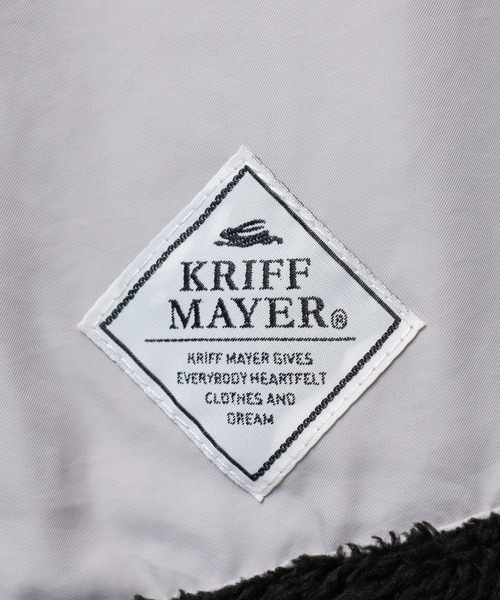 KRIFF
MAYER®
KRIFF MAYER GIVES
EVERYBODY HEARTFELT
CLOTHES AND
DREAM